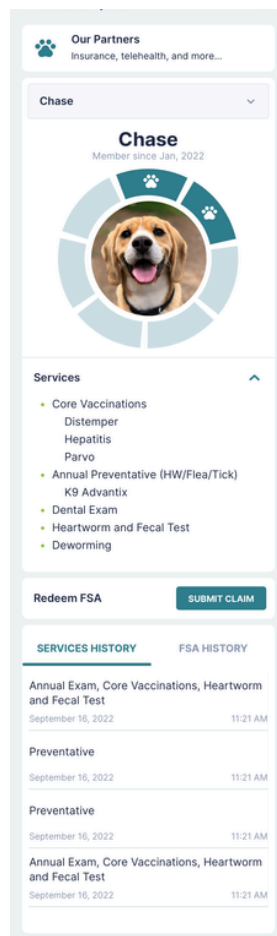 Our Partners
Insurance, telehealth, and more...
Chase
Chase
Member since Jan, 2022
Services
• Core Vaccinations
Distemper
Hepatitis
Parvo
• Annual Preventative (HW/Flea/Tick)
K9 Advantix
• Dental Exam
• Heartworm and Fecal Test
• Deworming
Redeem FSA
SUBMIT CLAIM
SERVICES HISTORY FSA HISTORY
Annual Exam, Core Vaccinations, Heartworm
and Fecal Test
September 16, 2022 11:21 AM
Preventative
September 16, 2022 11:21 AM
Preventative
September 16, 2022 11:21 AM
Annual Exam, Core Vaccinations, Heartworm
and Fecal Test
September 16, 2022 11:21 AM